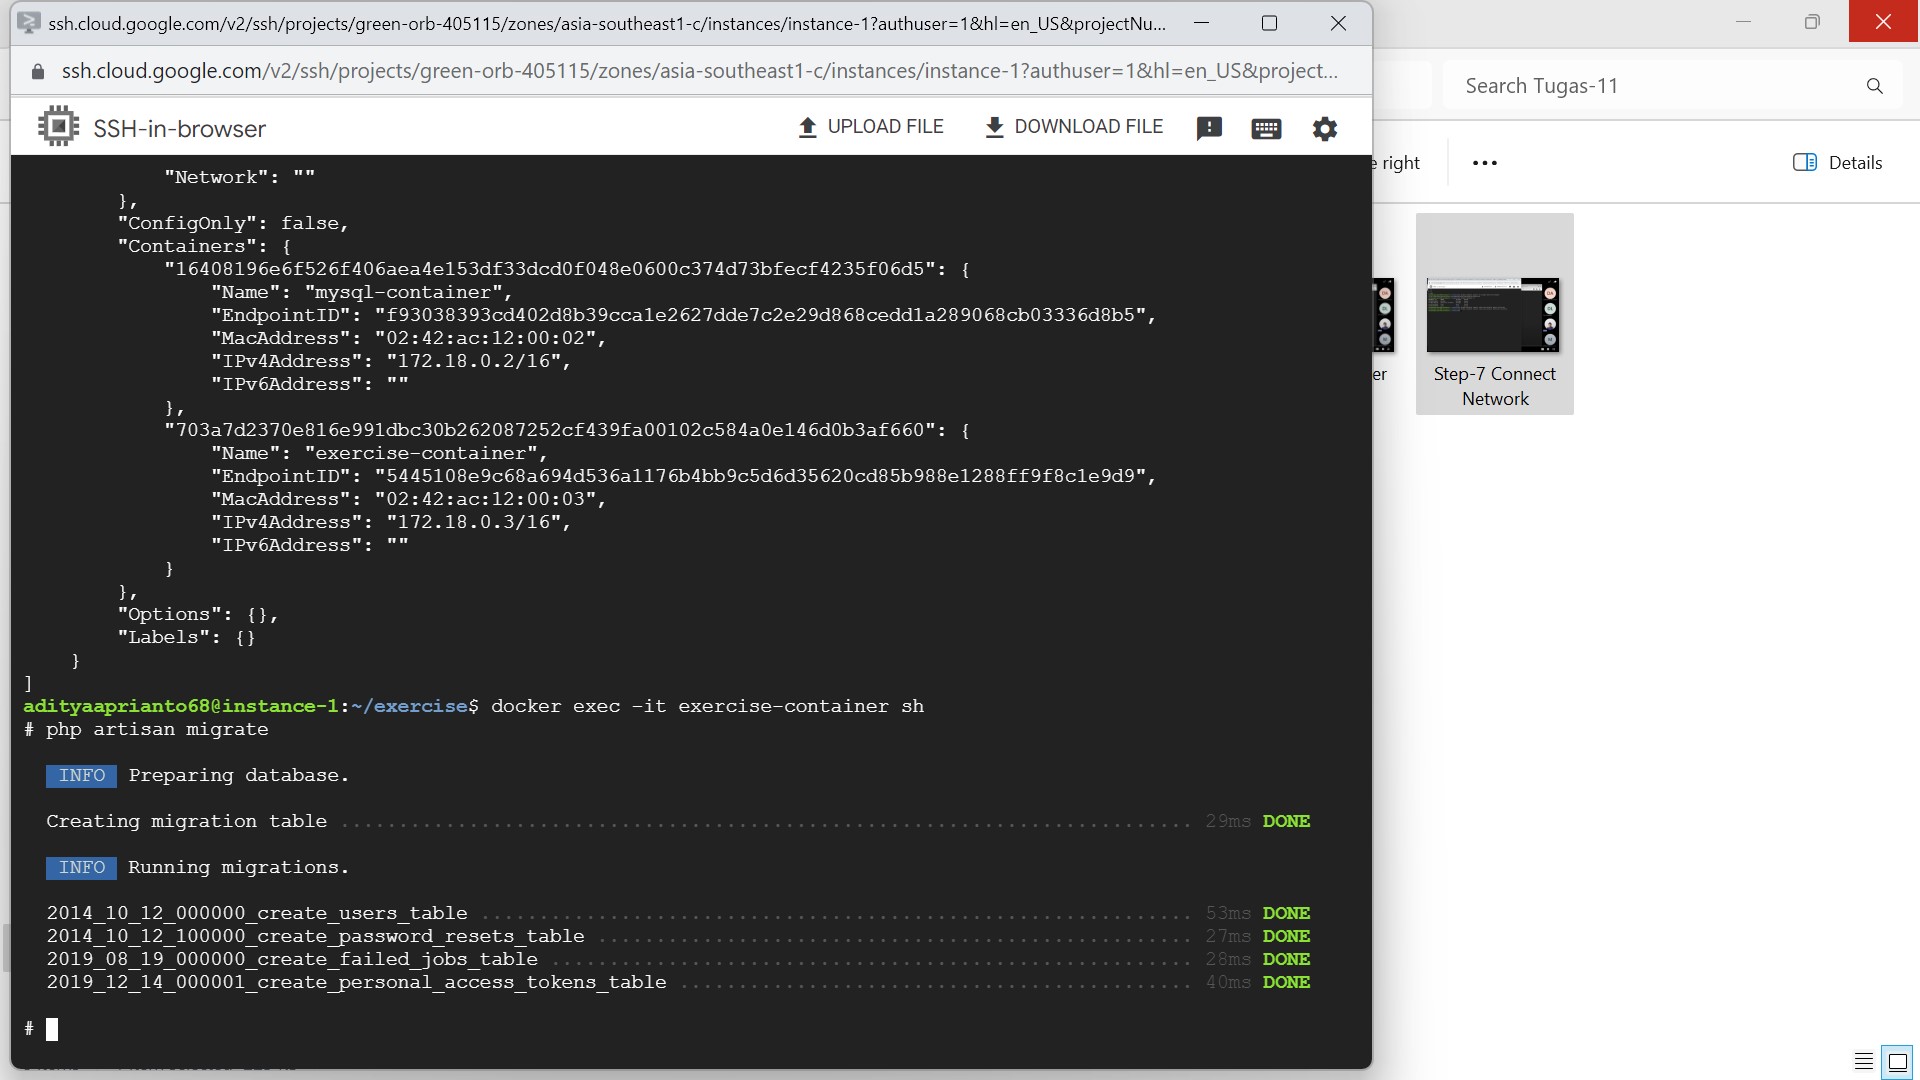 ssh.cloud.google.com/v2/ssh/projects/green-orb-405115/zones/asia-southeast1-c/instances/instance-1?authuser=1&hl=en_US&projectNu...
ssh.cloud.google.com/v2/ssh/projects/green-orb-405115/zones/asia-southeast1-c/instances/instance-1?authuser=1&hl=en_US&project...
Search Tugas-11
SSH-in-browser
UPLOAD FILE
DOWNLOAD FILE
e right
Details
"Network": ""
},
"ConfigOnly": false,
"Containers": {
"16408196e6f526f406aea4e153df33dcd0f048e0600c374d73bfecf4235f06d5": {
"Name": "mysql-container",
"EndpointID": "f93038393cd402d8b39cca1e2627dde7c2e29d868cedd1a289068cb03336d8b5",
"MacAddress": "02:42:ac:12:00:02",
"IPv4Address": "172.18.0.2/16",
"IPv6Address": ""
},
"703a7d2370e816e991dbc30b262087252cf439fa00102c584a0e146d0b3af660": {
"Name": "exercise-container",
"EndpointID": "5445108e9c68a694d536a1176b4bb9c5d6d35620cd85b988e1288ff9f8c1e9d9",
"MacAddress": "02:42:ac:12:00:03",
"IPv4Address": "172.18.0.3/16",
"IPv6Address": ""
}
},
"Options": {},
"Labels": {}
}
]
adityaaprianto68@instance-1:~/exercise$ docker exec -it exercise-container sh
# php artisan migrate
INFO Preparing database.
Creating migration table ........................................................................ 29ms DONE
INFO Running migrations.
2014_10_12_000000_create_users_table ............................................................ 53ms DONE
2014_10_12_100000_create_password_resets_table .................................................. 27ms DONE
2019_08_19_000000_create_failed_jobs_table ...................................................... 28ms DONE
2019_12_14_000001_create_personal_access_tokens_table ........................................... 40ms DONE
#
er
Step-7 Connect
Network